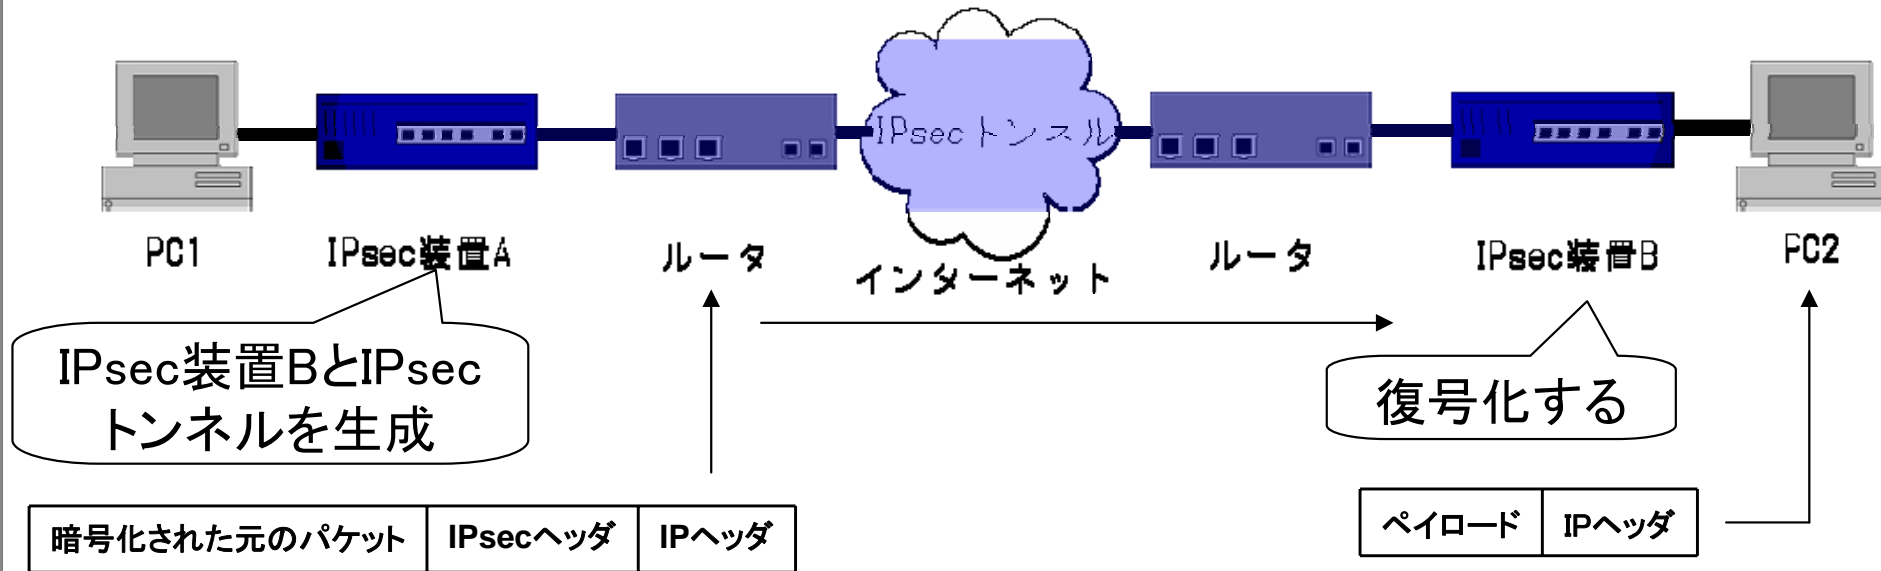 IPsecトンネル
PC1
IPsec装置A
ルータ
インターネット
ルータ
IPsec装置B
PC2
IPsec装置BとIPsec
トンネルを生成
復号化する
暗号化された元のパケット IPsecヘッダ IPヘッダ
ペイロード IPヘッダ